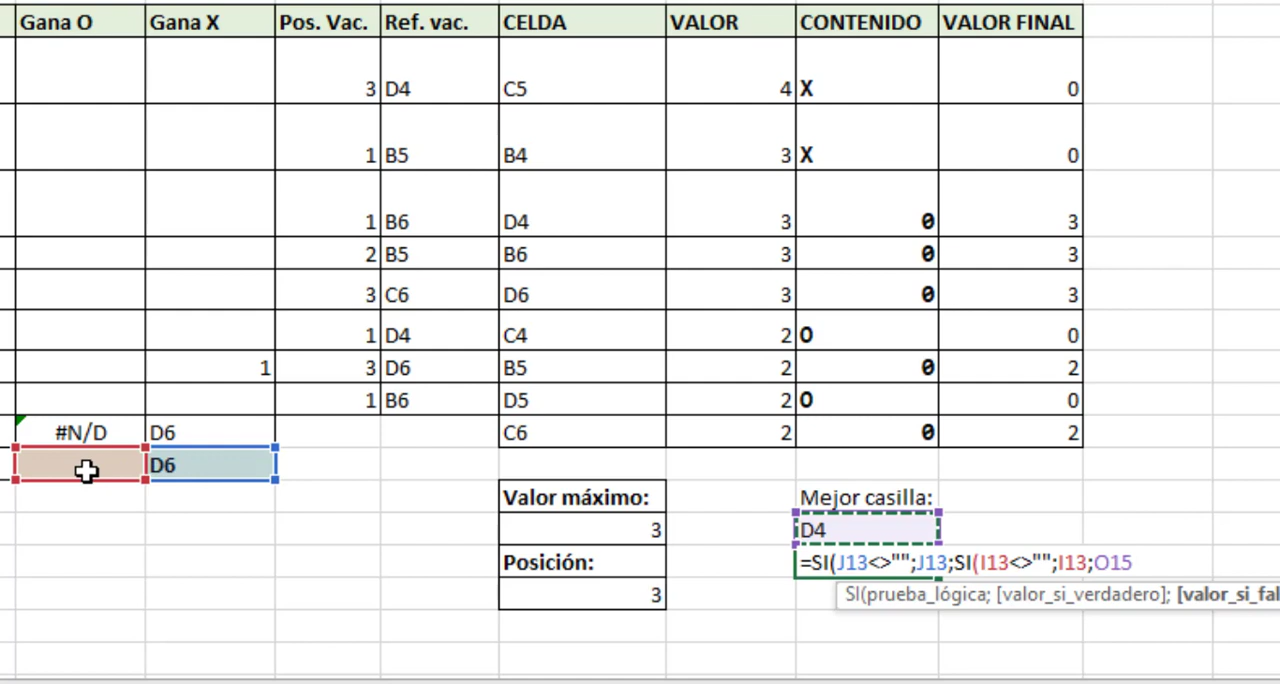 Gana O Gana X Pos. Vac. Ref. vac. CELDA VALOR CONTENIDO VALOR FINAL
3 D4 C5 4 X 0
1 B5 B4 3 X 0
1 B6 D4 3 0 3
2 B5 B6 3 0 3
3 C6 D6 3 0 3
1 D4 C4 2 O 0
1 3 D6 B5 2 0 2
1 B6 D5 2 O 0
#N/D D6 C6 2 0 2
D6
Valor máximo: Mejor casilla:
3 D4
Posición: =SI(J13<>"";J13;SI(I13<>"";I13;O15
3 SI(prueba_lógica; [valor_si_verdadero]; [valor_si_fal